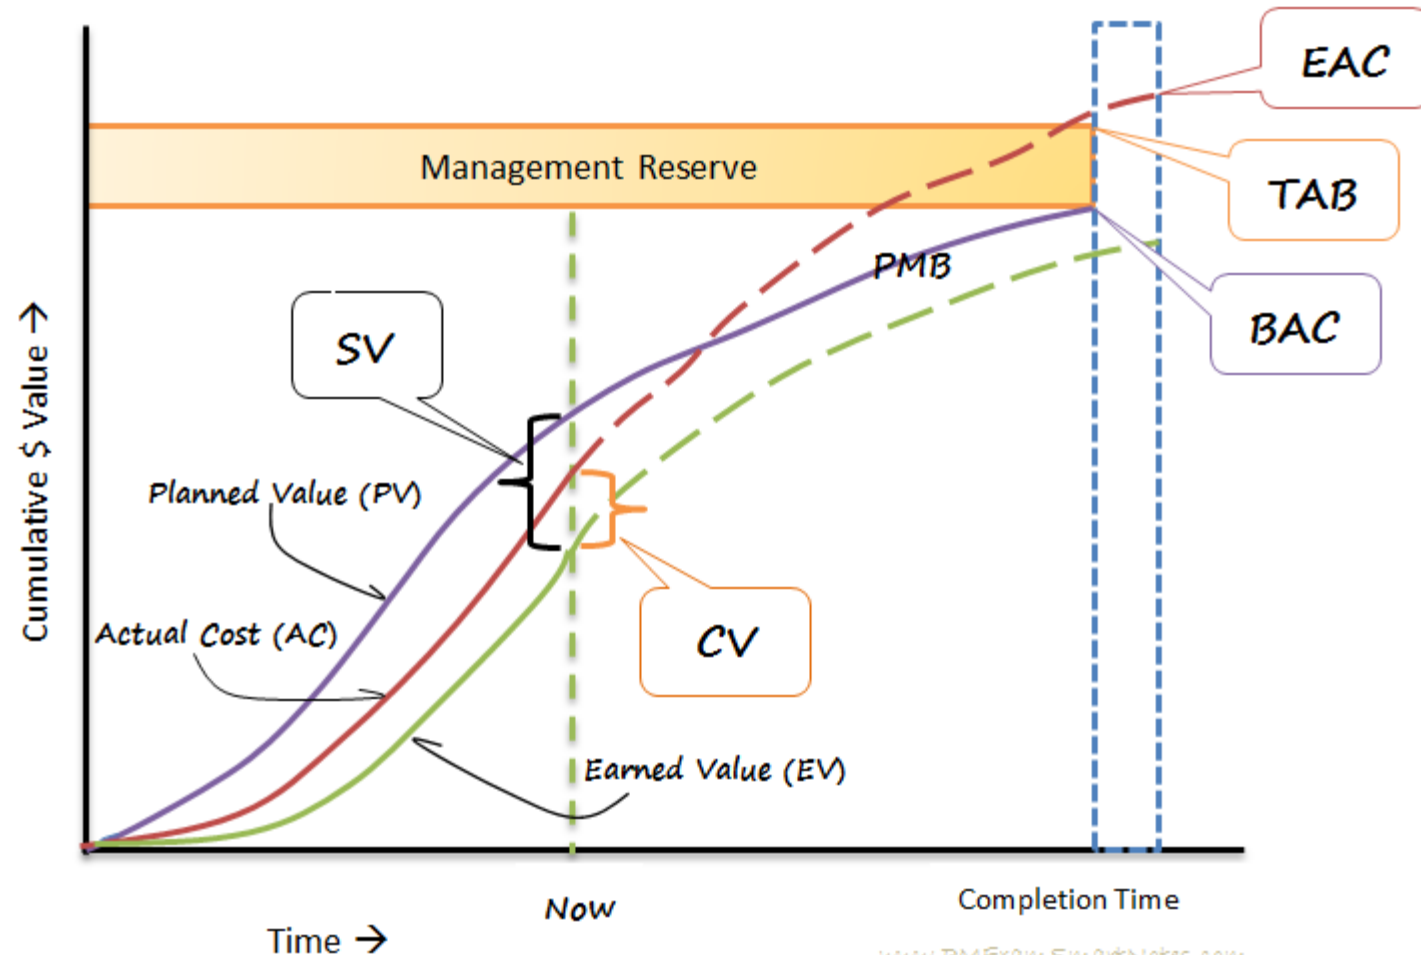 EAC
Management Reserve
TAB
PMB
SV
BAC
Cumulative $ Value →
Planned Value (PV)
Actual Cost (AC)
CV
Earned Value (EV)
Now
Completion Time
Time →